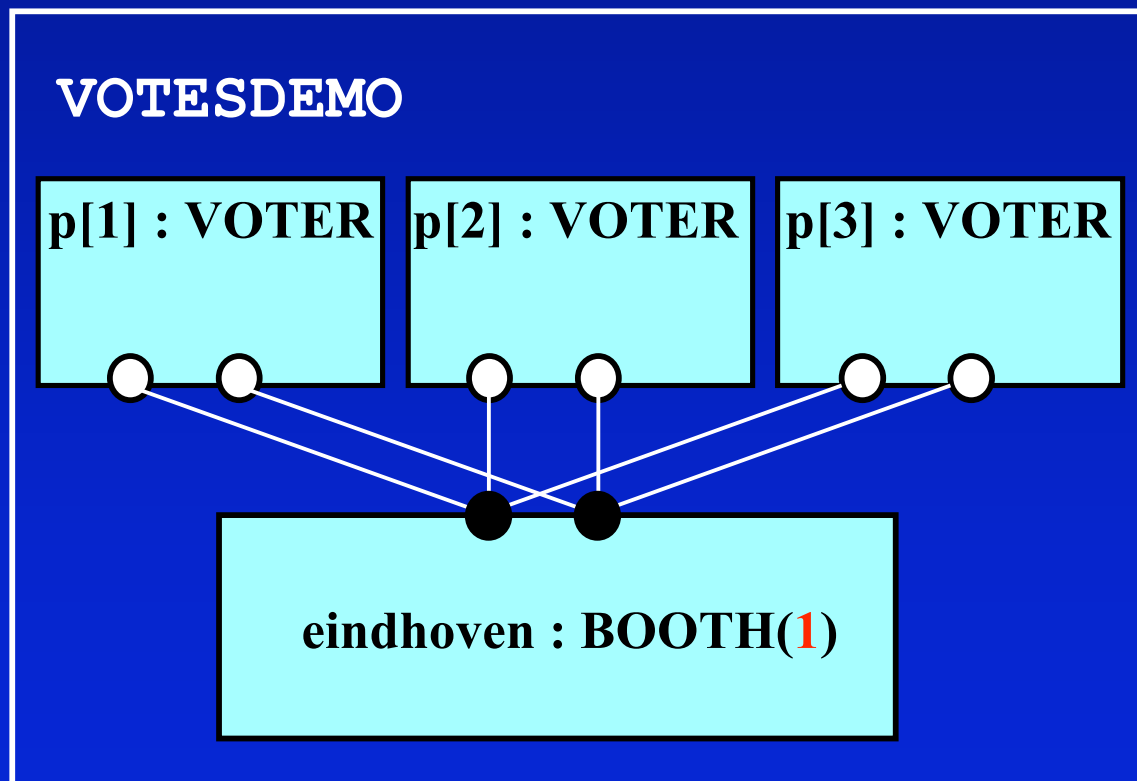 VOTESDEMO
p[1] : VOTER
p[2] : VOTER
p[3] : VOTER
eindhoven : BOOTH(1)